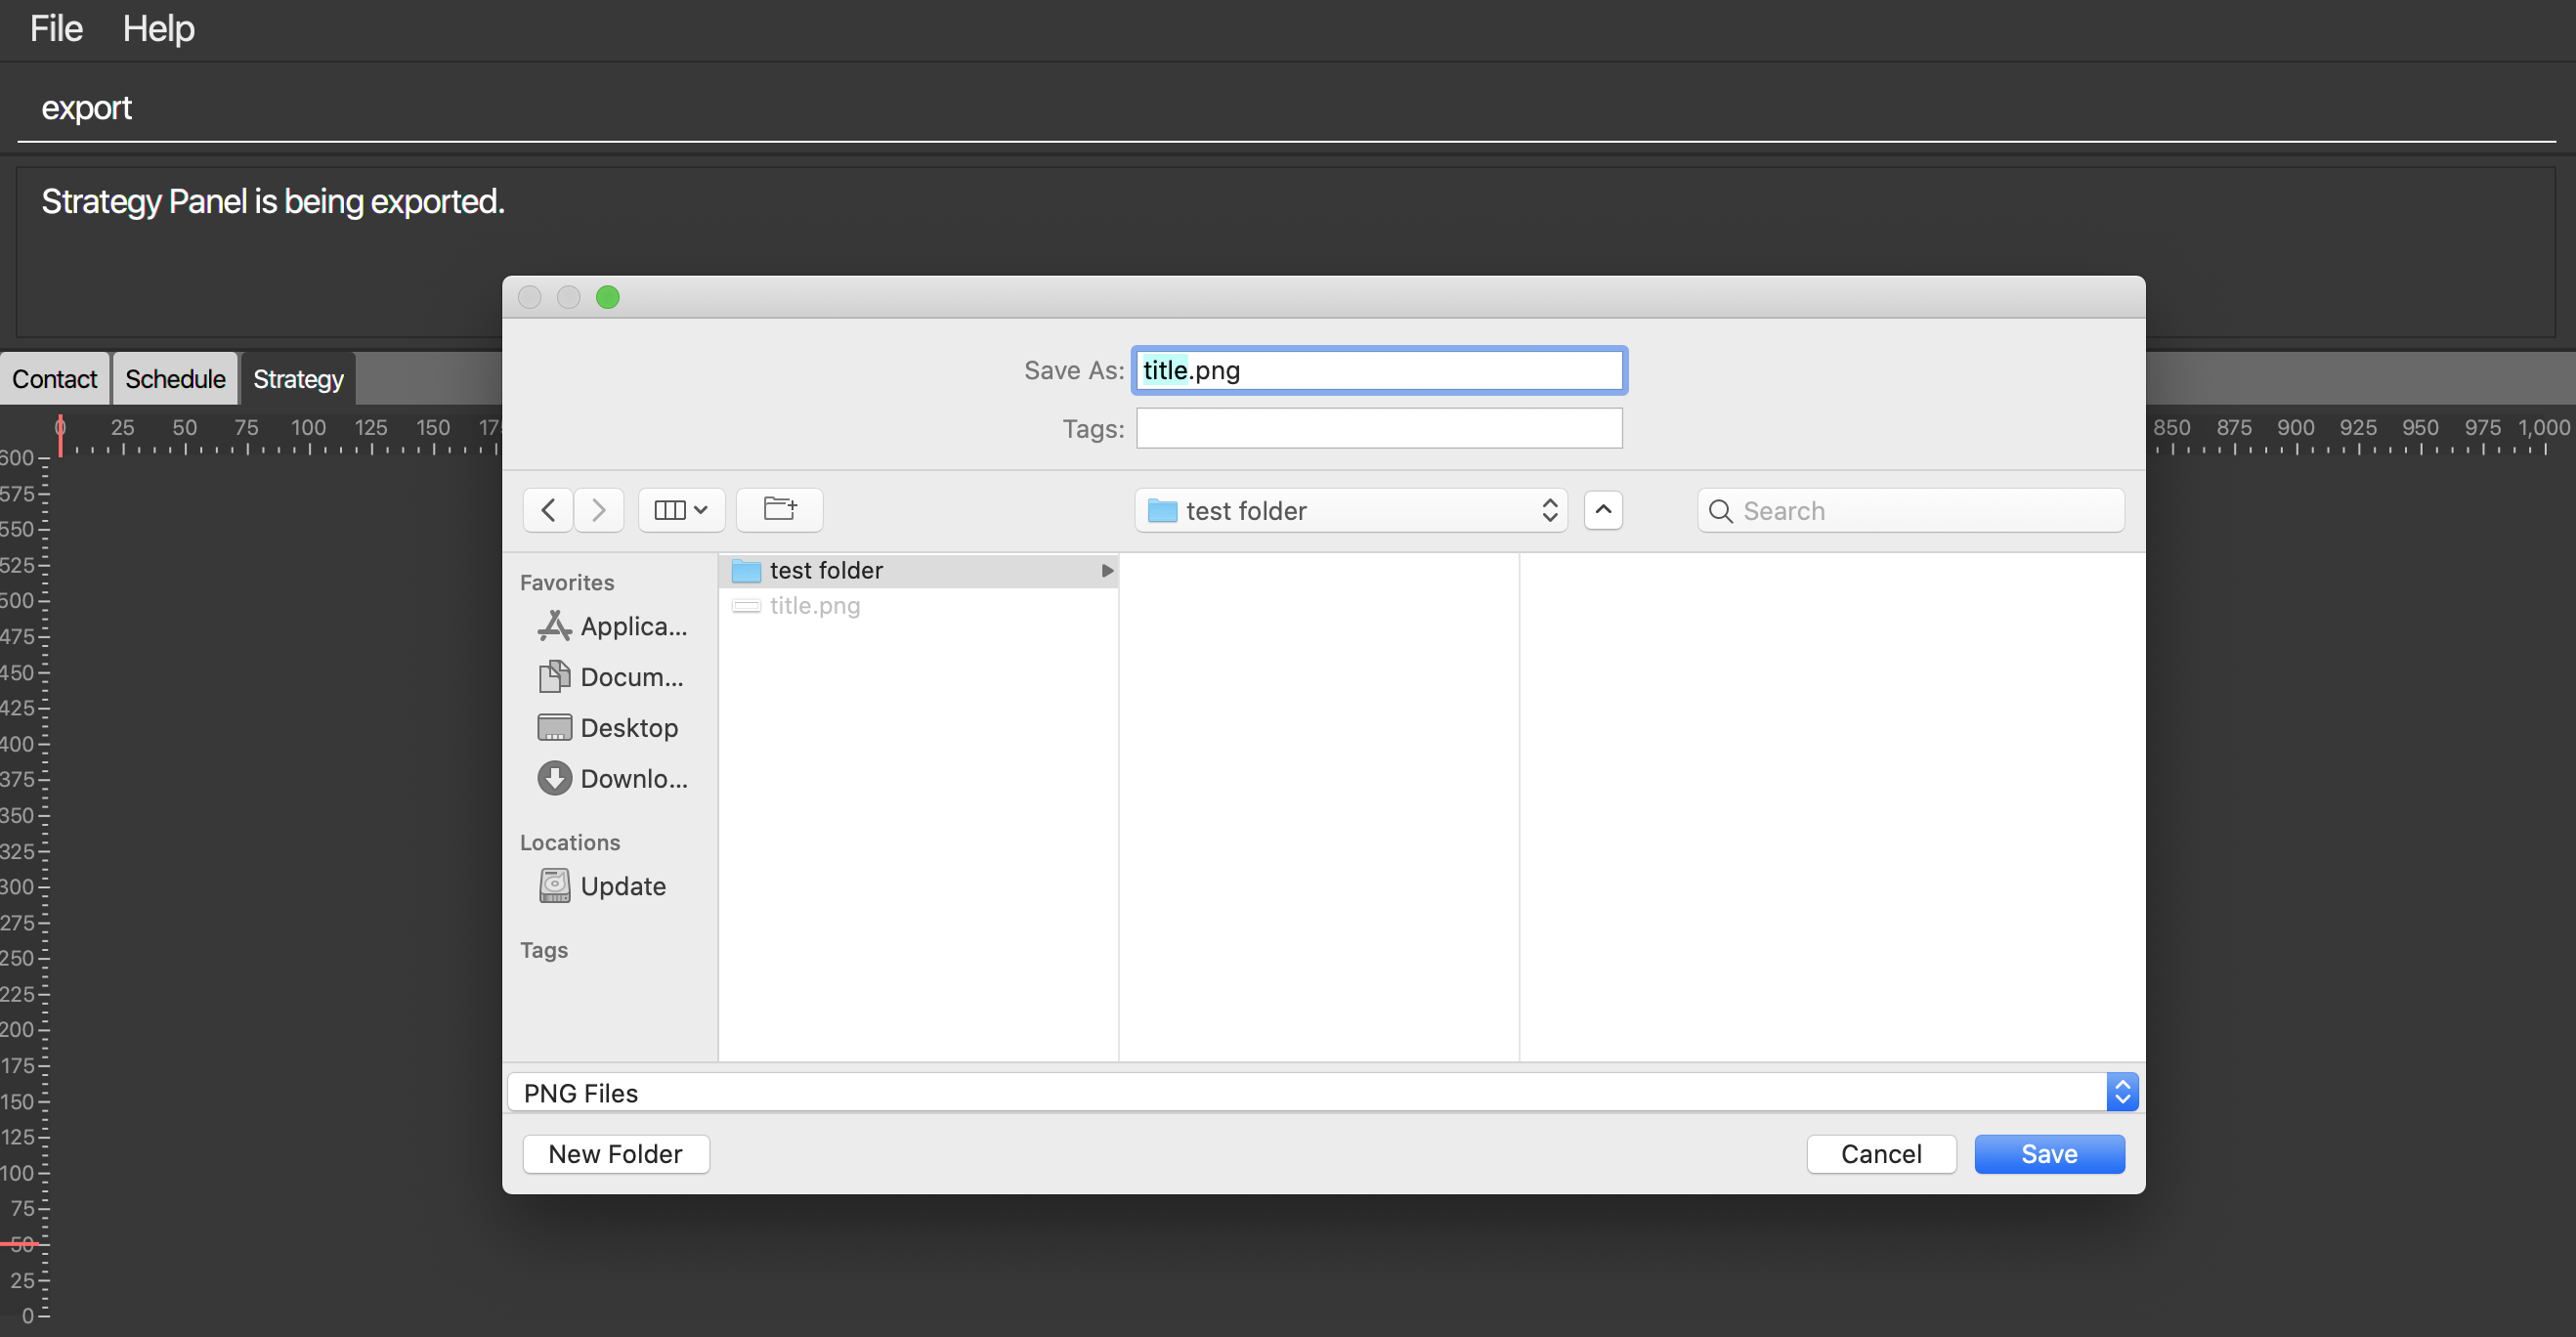 File Help
export
Strategy Panel is being exported.
Contact Schedule Strategy
Save As: title.png
Tags:
0 25 50 75 100 125 150 850 875 900 925 950 975 1,000
test folder
Search
Favorites
Applica...
Docum...
Desktop
Downlo...
Locations
Update
Tags
test folder
title.png
600
575
550
525
500
475
450
425
400
375
350
325
300
275
250
225
200
175
150
125
100
75
50
25
0
PNG Files
New Folder Cancel Save